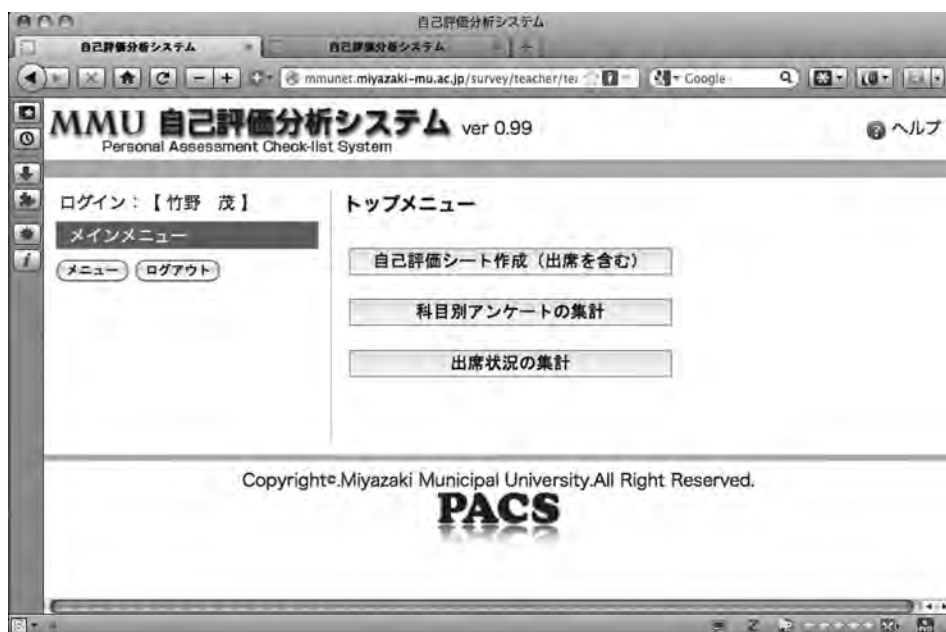 自己評価分析システム
自己評価分析システム
自己評価分析システム
mmunet.miyazaki-mu.ac.jp/survey/teacher/te
Google
MMU 自己評価分析システム ver 0.99
Personal Assessment Check-list System
ヘルプ
ログイン：【竹野 茂】
メインメニュー
メニュー ログアウト
トップメニュー
自己評価シート作成（出席を含む）
科目別アンケートの集計
出席状況の集計
Copyright©.Miyazaki Municipal University.All Right Reserved.
PACS